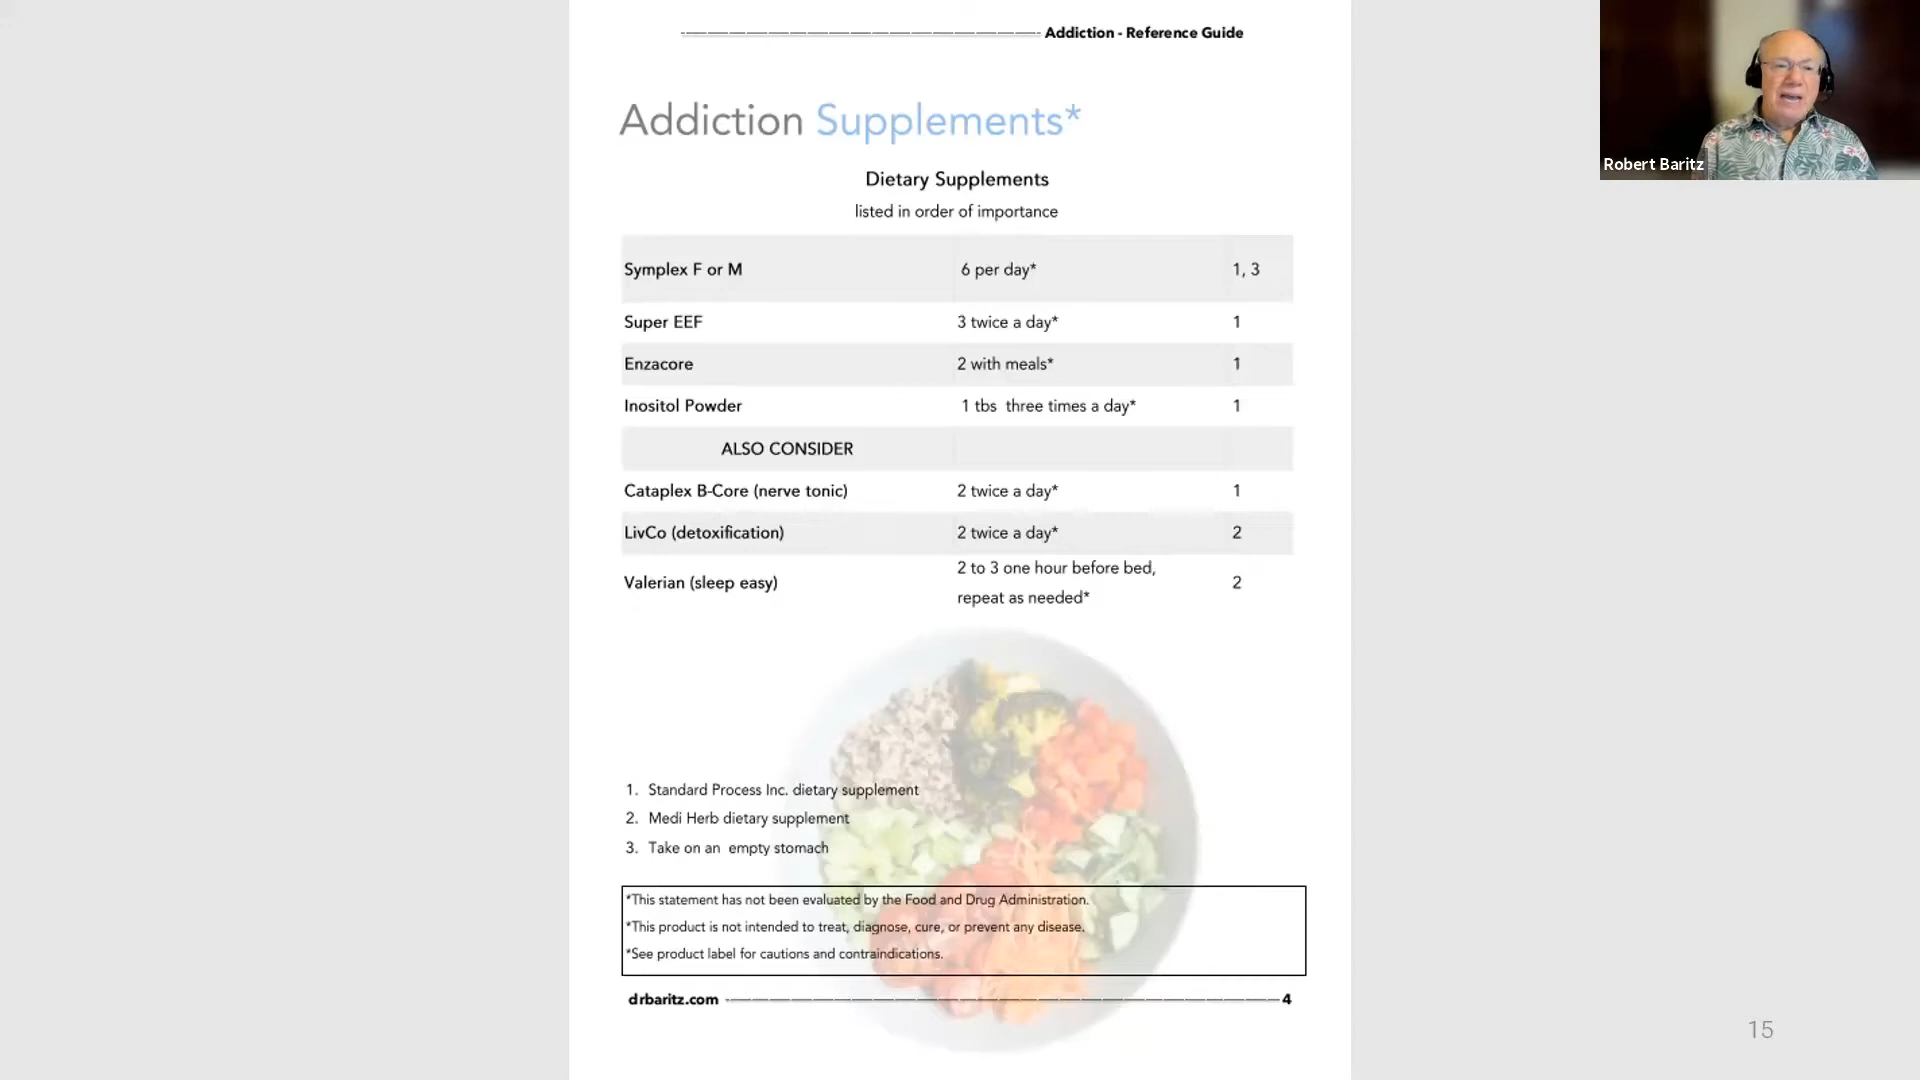 Addiction - Reference Guide
Robert Baritz
Addiction Supplements*
Dietary Supplements
listed in order of importance
Symplex F or M 6 per day* 1, 3
Super EEF 3 twice a day* 1
Enzacore 2 with meals* 1
Inositol Powder 1 tbs three times a day* 1
ALSO CONSIDER
Cataplex B-Core (nerve tonic) 2 twice a day* 1
LivCo (detoxification) 2 twice a day* 2
Valerian (sleep easy) 2 to 3 one hour before bed, 2
repeat as needed*
1. Standard Process Inc. dietary supplement
2. Medi Herb dietary supplement
3. Take on an empty stomach
*This statement has not been evaluated by the Food and Drug Administration.
*This product is not intended to treat, diagnose, cure, or prevent any disease.
*See product label for cautions and contraindications.
drbaritz.com 4
15